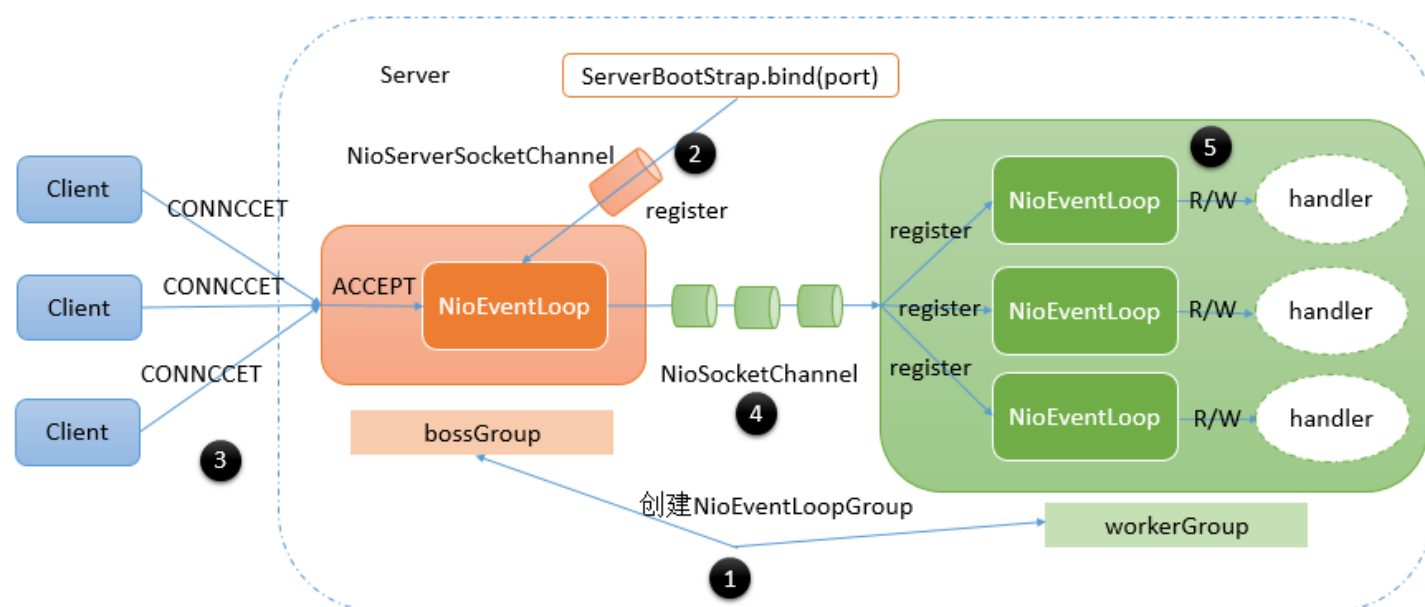 Server
ServerBootStrap.bind(port)
NioServerSocketChannel
2
register
Client
CONNCCET
Client
CONNCCET
Client
CONNCCET
3
ACCEPT
NioEventLoop
bossGroup
NioSocketChannel
4
register
register
register
5
NioEventLoop
R/W
handler
NioEventLoop
R/W
handler
NioEventLoop
R/W
handler
创建NioEventLoopGroup
workerGroup
1